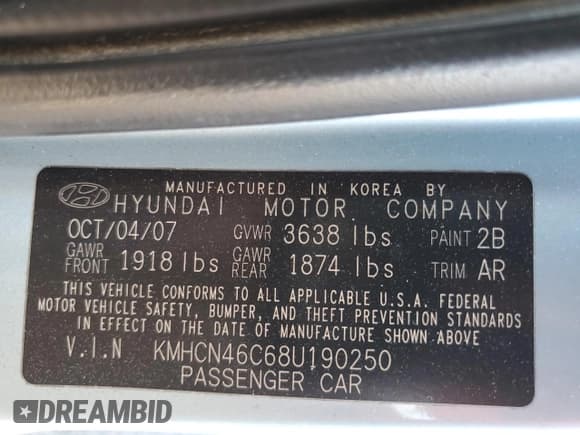 MANUFACTURED IN KOREA BY
HYUNDAI MOTOR COMPANY
OCT/04/07 GVWR 3638 lbs PAINT 2B
GAWR FRONT 1918 lbs GAWR REAR 1874 lbs TRIM AR
THIS VEHICLE CONFORMS TO ALL APPLICABLE U.S.A. FEDERAL
MOTOR VEHICLE SAFETY, BUMPER, AND THEFT PREVENTION STANDARDS
IN EFFECT ON THE DATE OF MANUFACTURE SHOWN ABOVE.
V.I.N KMHCN46C68U190250
PASSENGER CAR
DREAMBID